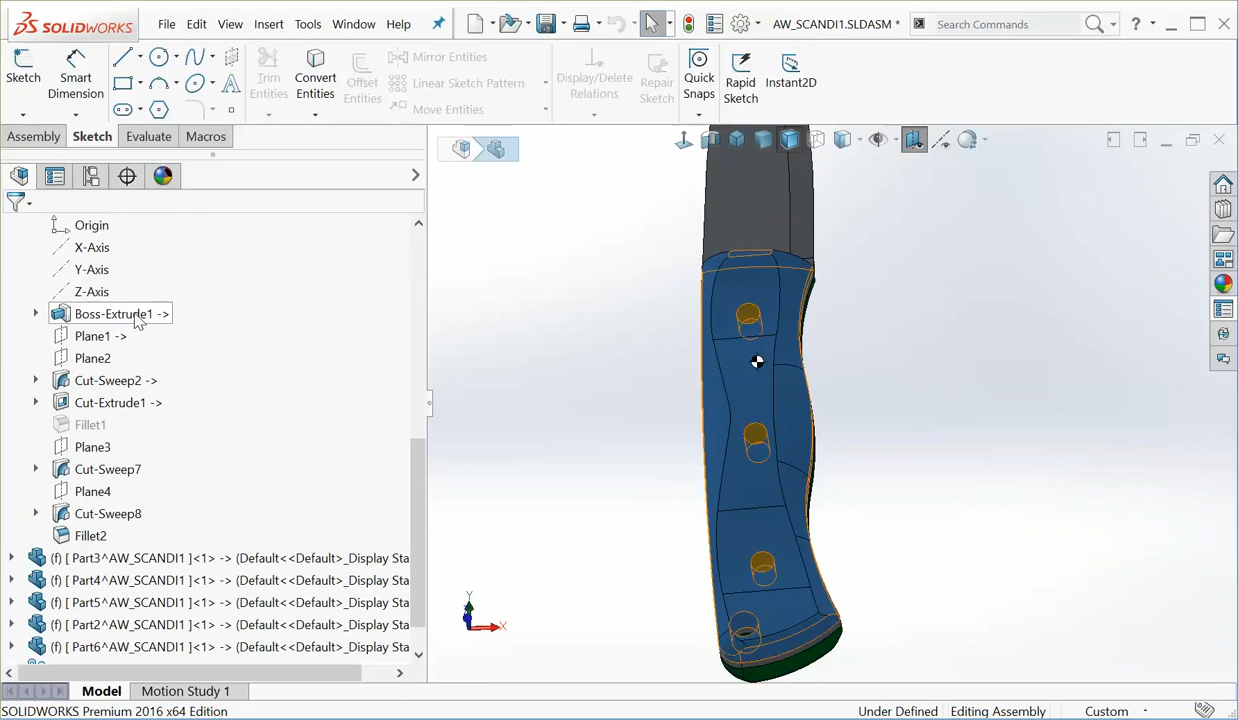 SOLIDWORKS File Edit View Insert Tools Window Help AW_SCANDI1.SLDASM * Search Commands ?
Sketch Smart Dimension Trim Entities Convert Entities Offset Entities Mirror Entities Linear Sketch Pattern Move Entities Display/Delete Relations Repair Sketch Quick Snaps Rapid Sketch Instant2D
Assembly Sketch Evaluate Macros
Origin
X-Axis
Y-Axis
Z-Axis
Boss-Extrude1 ->
Plane1 ->
Plane2
Cut-Sweep2 ->
Cut-Extrude1 ->
Fillet1
Plane3
Cut-Sweep7
Plane4
Cut-Sweep8
Fillet2
(f) [ Part3^AW_SCANDI1 ]<1> -> (Default<<Default>_Display Sta
(f) [ Part4^AW_SCANDI1 ]<1> -> (Default<<Default>_Display Sta
(f) [ Part5^AW_SCANDI1 ]<1> -> (Default<<Default>_Display Sta
(f) [ Part2^AW_SCANDI1 ]<1> -> (Default<<Default>_Display Sta
(f) [ Part6^AW_SCANDI1 ]<1> -> (Default<<Default>_Display Sta
Y
X
Model Motion Study 1
SOLIDWORKS Premium 2016 x64 Edition Under Defined Editing Assembly Custom